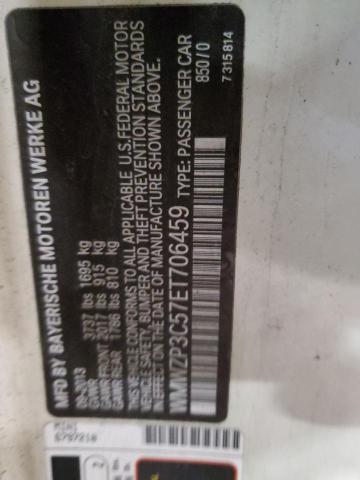 MFD BY BAYERISCHE MOTOREN WERKE AG
09-2013
GVWR 3737 lbs 1695 kg
GAWR FRONT 2017 lbs 915 kg
GAWR REAR 1786 lbs 810 kg
THIS VEHICLE CONFORMS TO ALL APPLICABLE U.S. FEDERAL MOTOR
VEHICLE SAFETY, BUMPER AND THEFT PREVENTION STANDARDS
IN EFFECT ON THE DATE OF MANUFACTURE SHOWN ABOVE.
WMWZP3C57ET706459 TYPE: PASSENGER CAR
850/0
7315814
MINI
2